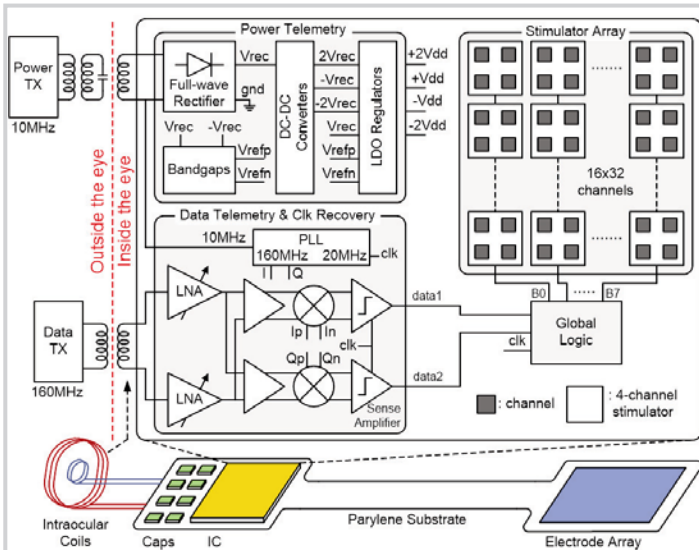 Power Telemetry
Stimulator Array
Power
TX
10MHz
Full-wave
Rectifier
Vrec
gnd
DC-DC
Converters
2Vrec
-Vrec
-2Vrec
Vrec
Vrefp
Vrefn
LDO Regulators
+2Vdd
+Vdd
-Vdd
-2Vdd
Vrec
-Vrec
Bandgaps
Vrefp
Vrefn
16x32
channels
Outside the eye
Inside the eye
Data Telemetry & Clk Recovery
10MHz
PLL
160MHz
20MHz
clk
I
Q
LNA
Ip
In
data1
B0
B7
Global
Logic
clk
Data
TX
160MHz
clk
Qp
Qn
data2
LNA
Sense
Amplifier
: channel
: 4-channel
stimulator
Intraocular
Coils
Caps
IC
Parylene Substrate
Electrode Array